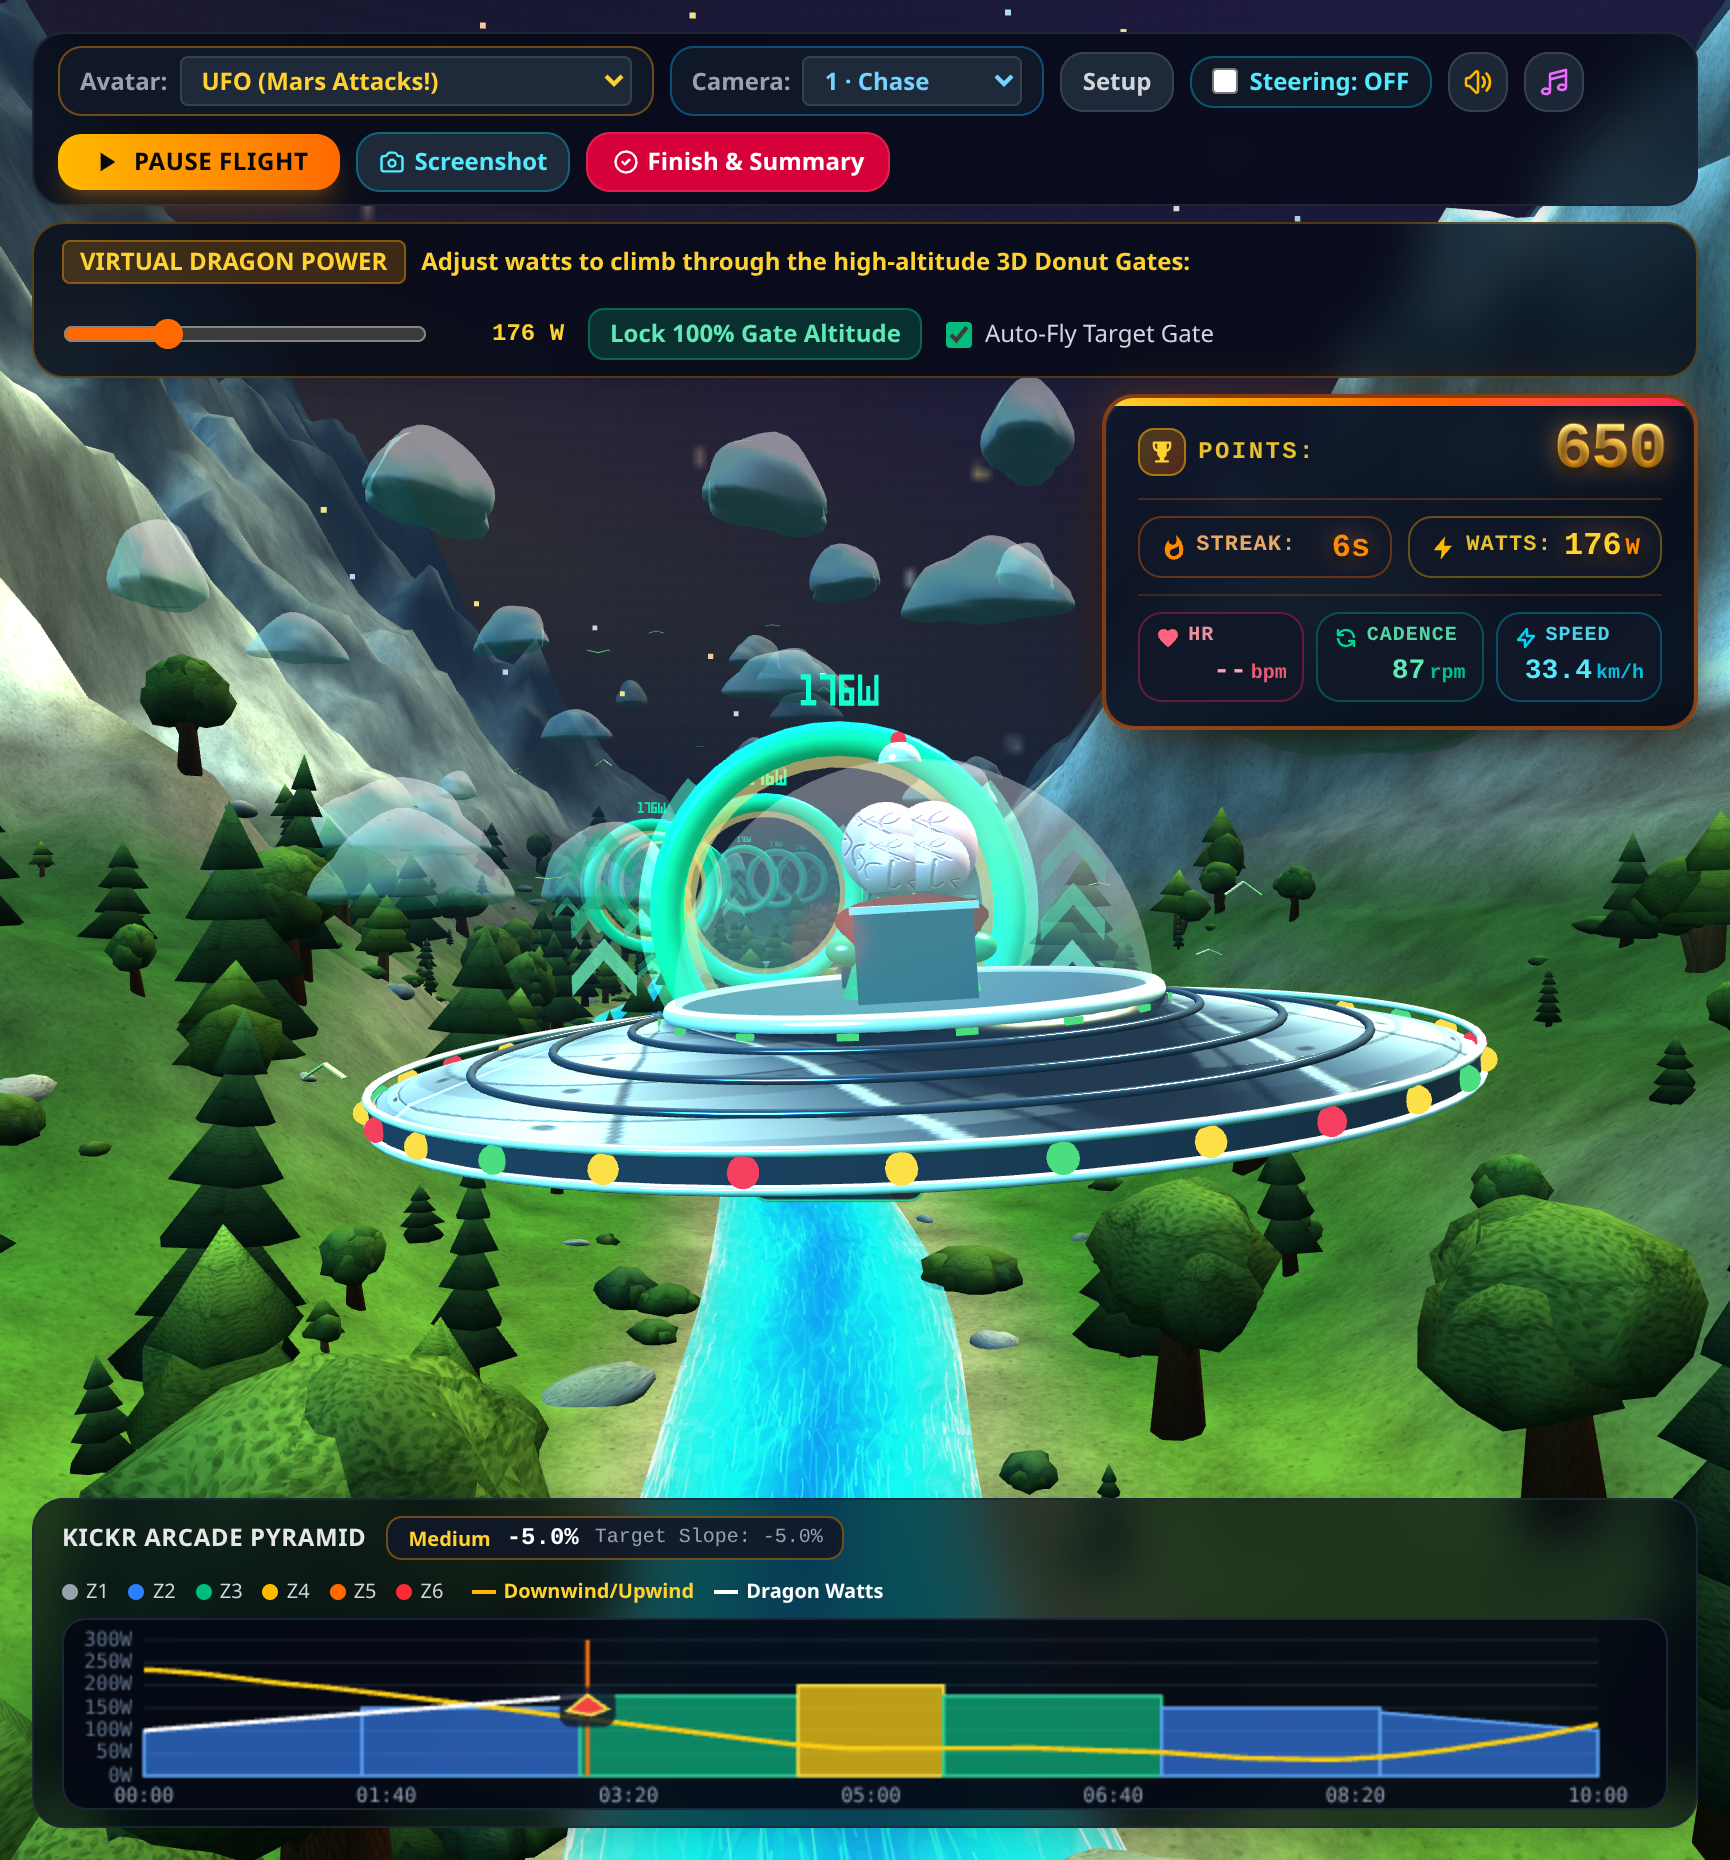 Avatar: UFO (Mars Attacks!) Camera: 1 · Chase Setup Steering: OFF
PAUSE FLIGHT Screenshot Finish & Summary
VIRTUAL DRAGON POWER Adjust watts to climb through the high-altitude 3D Donut Gates:
176 W Lock 100% Gate Altitude Auto-Fly Target Gate
POINTS: 650
STREAK: 6s WATTS: 176 W
HR CADENCE SPEED
-- bpm 87 rpm 33.4 km/h
176W
176W
KICKR ARCADE PYRAMID Medium -5.0% Target Slope: -5.0%
Z1 Z2 Z3 Z4 Z5 Z6 Downwind/Upwind Dragon Watts
300W
250W
200W
150W
100W
50W
0W
00:00 01:40 03:20 05:00 06:40 08:20 10:00